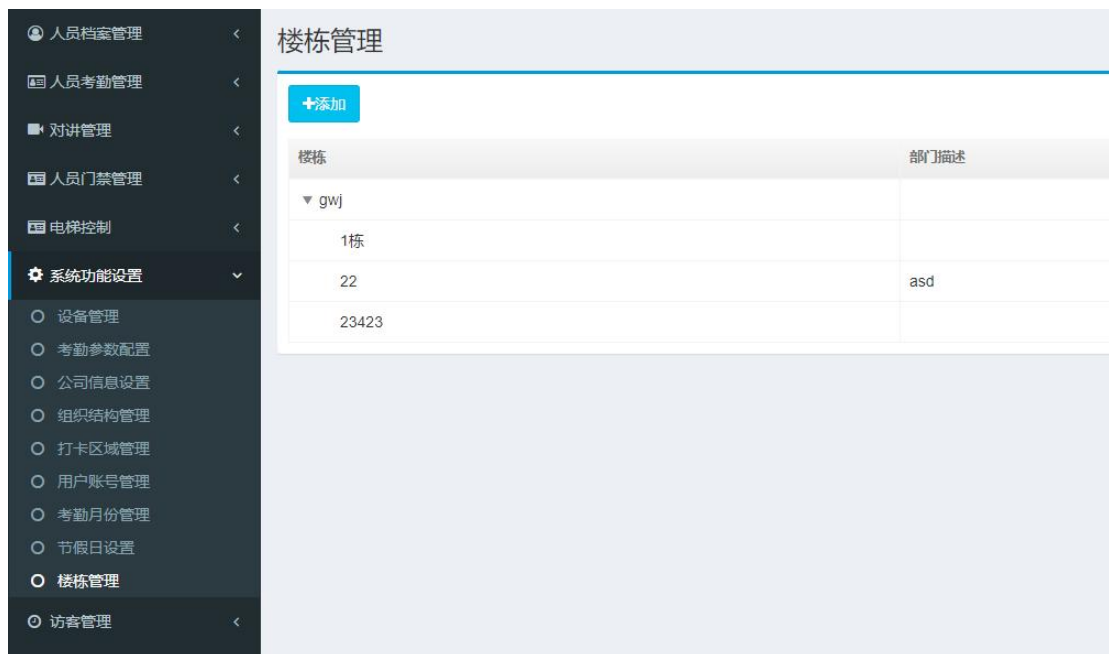 人员档案管理
人员考勤管理
对讲管理
人员门禁管理
电梯控制
系统功能设置
设备管理
考勤参数配置
公司信息设置
组织结构管理
打卡区域管理
用户账号管理
考勤月份管理
节假日设置
楼栋管理
访客管理
楼栋管理
+添加
楼栋 部门描述
gwj
1栋
22 asd
23423